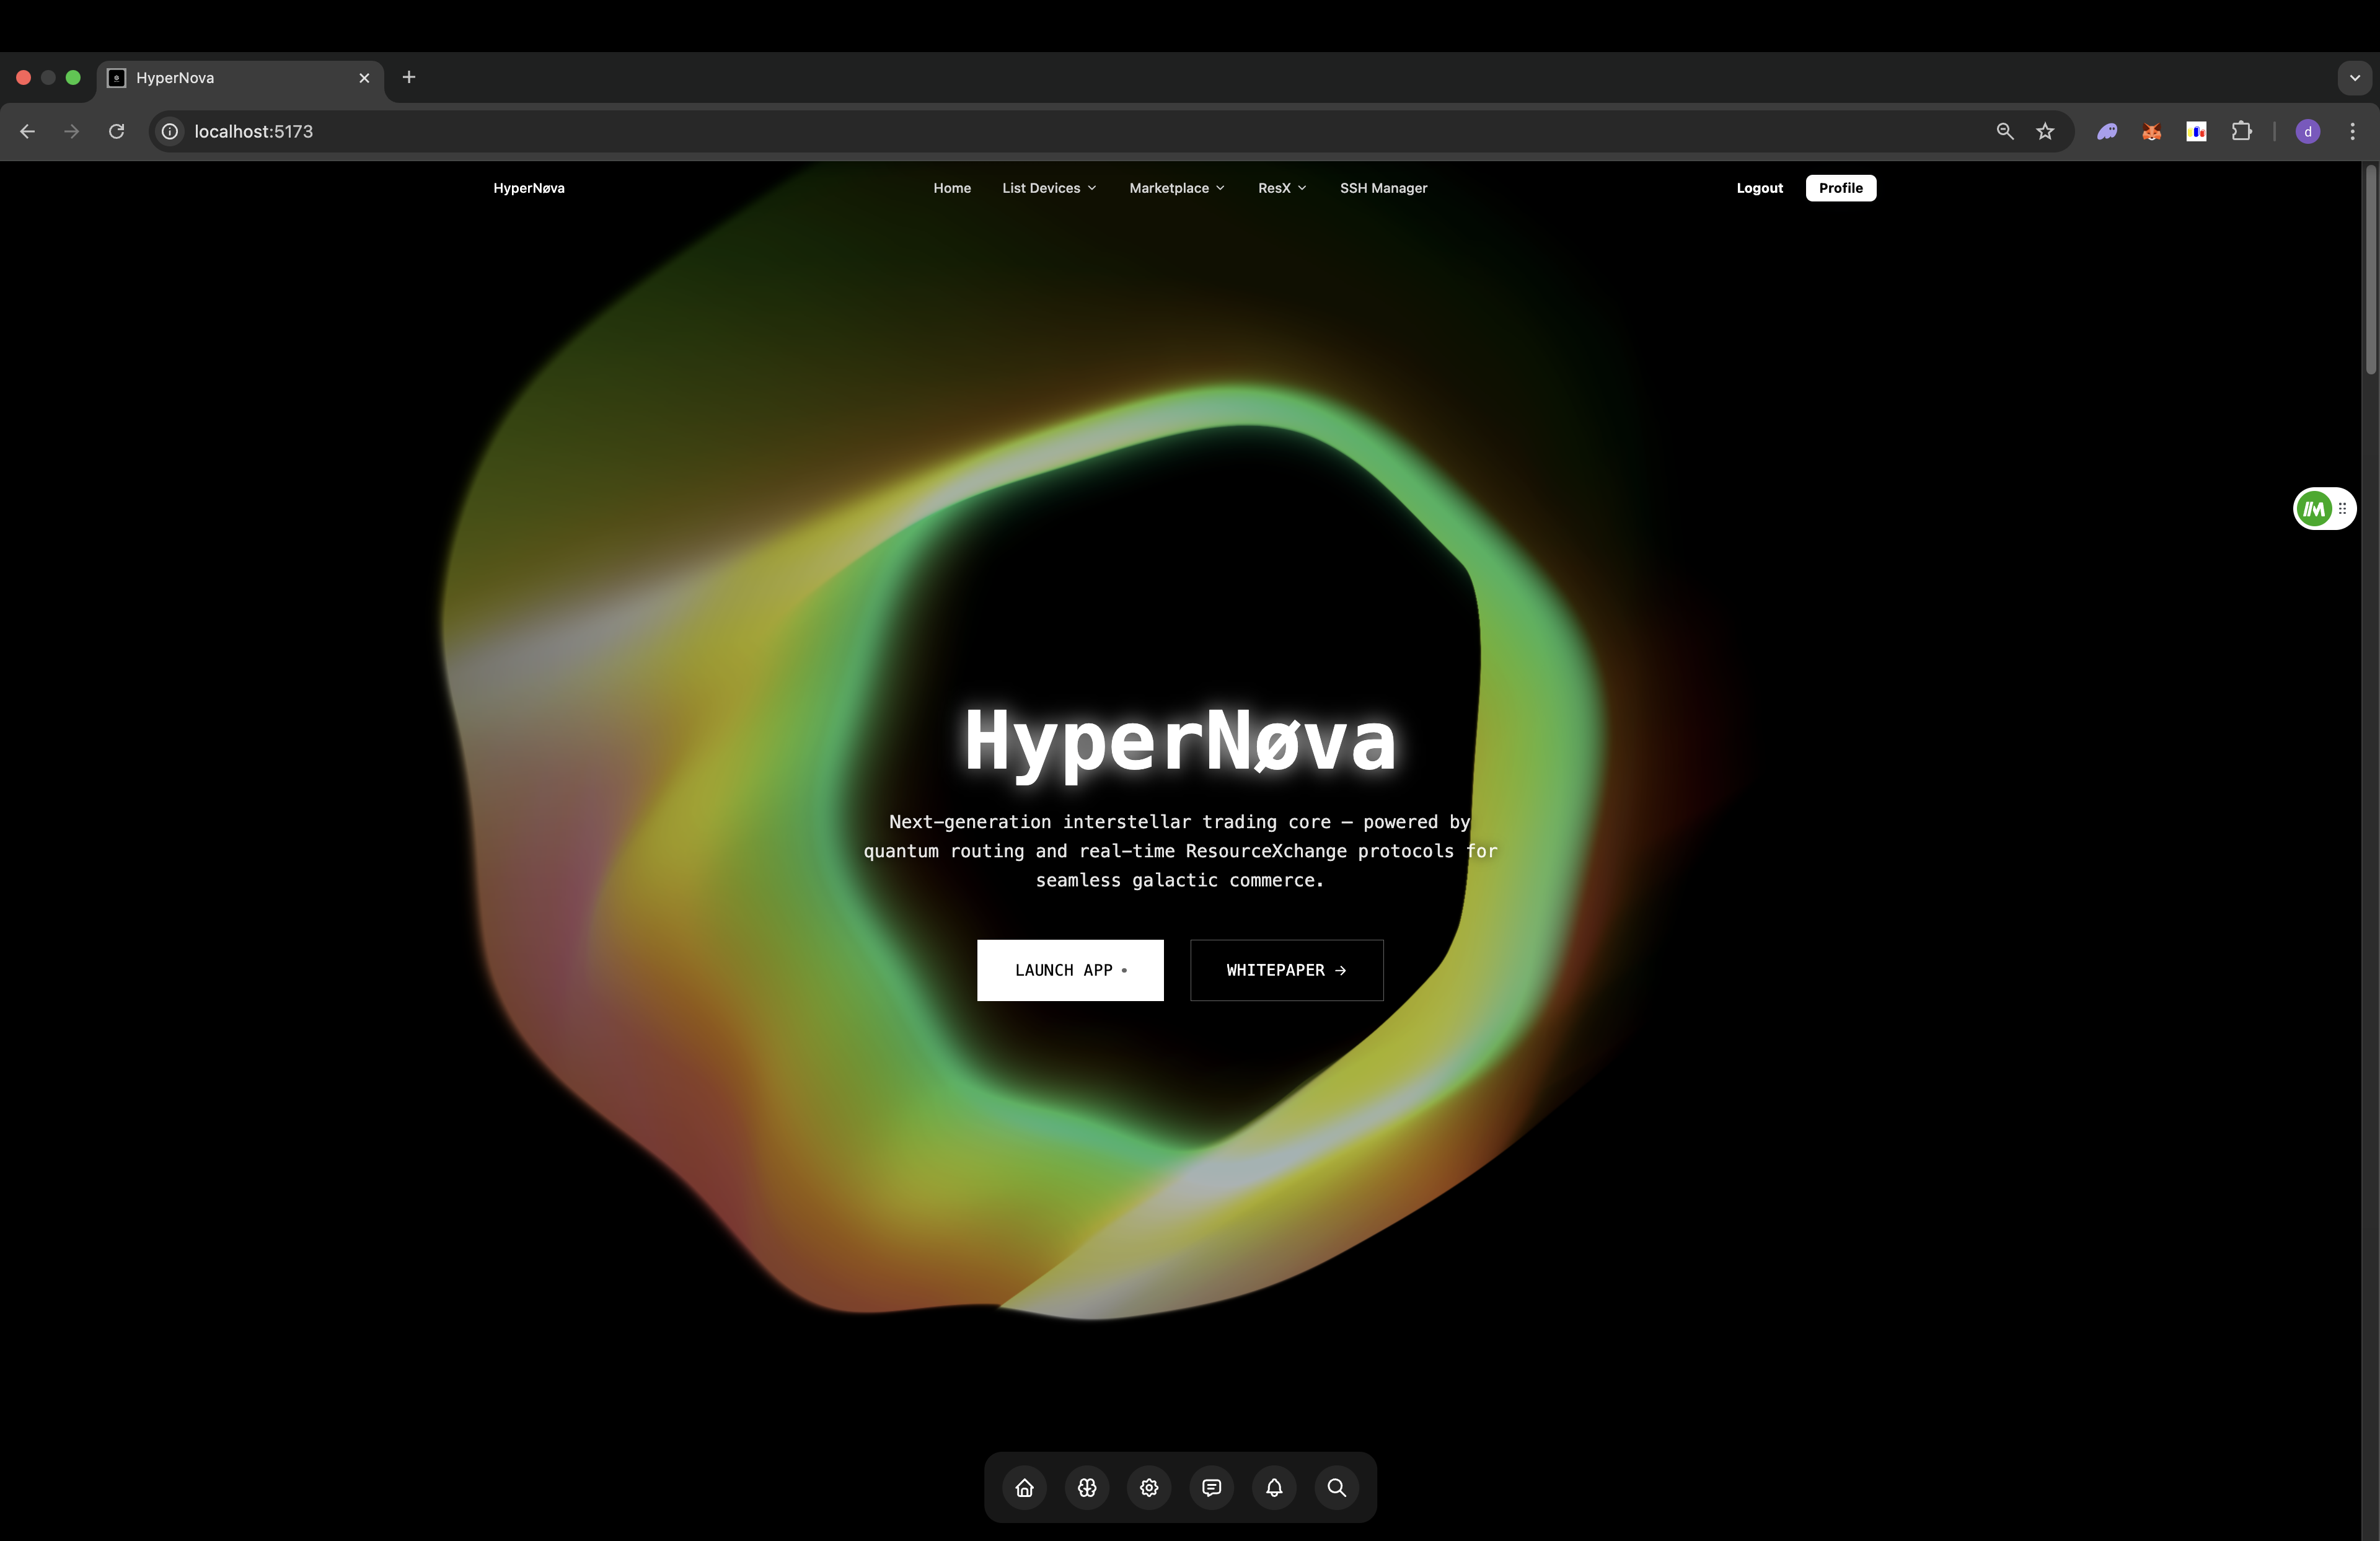 HyperNova
localhost:5173
d
HyperNøva
Home
List Devices
Marketplace
ResX
SSH Manager
Logout
Profile
HyperNøva
Next-generation interstellar trading core — powered by
quantum routing and real-time ResourceXchange protocols for
seamless galactic commerce.
LAUNCH APP •
WHITEPAPER →